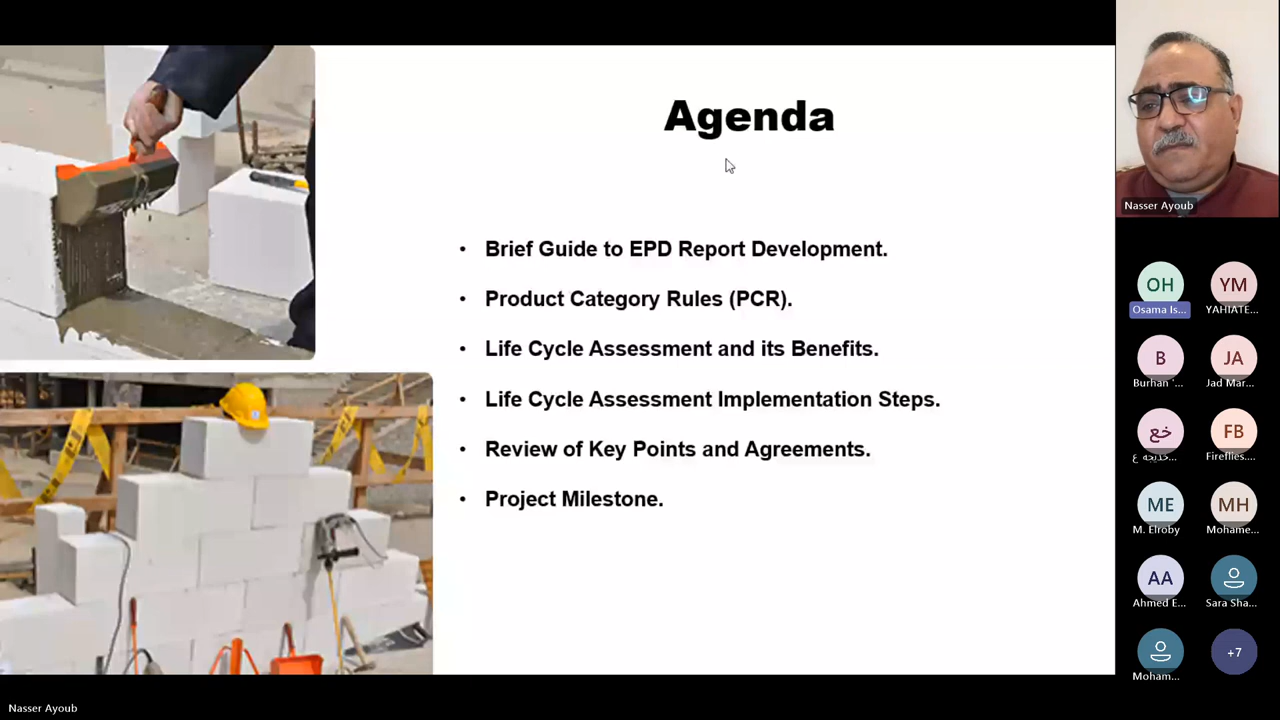 Agenda
• Brief Guide to EPD Report Development.
• Product Category Rules (PCR).
• Life Cycle Assessment and its Benefits.
• Life Cycle Assessment Implementation Steps.
• Review of Key Points and Agreements.
• Project Milestone.
Nasser Ayoub
OH
Osama Is...
YM
YAHIATE...
B
Burhan '...
JA
Jad Mar...
خع
خديجه ع...
FB
Fireflies....
ME
M. Elroby
MH
Mohame...
AA
Ahmed E...
Sara Sha...
Moham...
+7
Nasser Ayoub